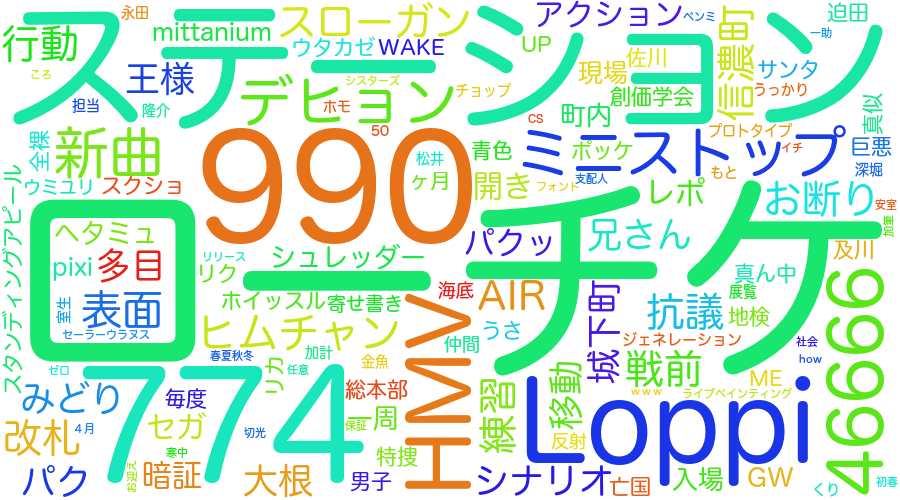 永田
スローガン
アクション
ペンミ
迫田
行動
ステーション
mittanium
ウタカゼ
WAKE
UP
佐川
信濃町
一助
ころ
王様
シスターズ
チョップ
現場
サンタ
担当
隆介
デヒョン
ホモ
創価学会
うっかり
真似
全裸
新曲
990
50
CS
町内
プロトタイプ
松井
青色
ミニストップ
ポッケ
イチ
巨悪
もと
深堀
ウミユリ
スクショ
ヶ月
開き
支配人
フォント
レポ
お断り
安室
加筆
スタンディングアピール
ロチケ
ヘタミュ
シュレッダー
パクッ
兄さん
及川
pixi
多目
リリース
リク
ー
真ん中
表面
ホイッスル
寄せ書き
海底
AIR
城下町
抗議
展覧
地検
46666
室生
セーラーウラヌス
ヒムチャン
HMV
うさ
仲間
ジェネレーション
社会
春夏秋冬
加計
金魚
how
ゼロ
リカ
任意
移動
戦前
ME
みどり
774
毎度
総本部
練習
Loppi
www
ライブペインティング
改札
4月
セガ
切光
保証
一周
反射
寒中
特捜
パク
お迎え
暗証
大根
男子
シナリオ
亡国
入場
GW
くり
初春